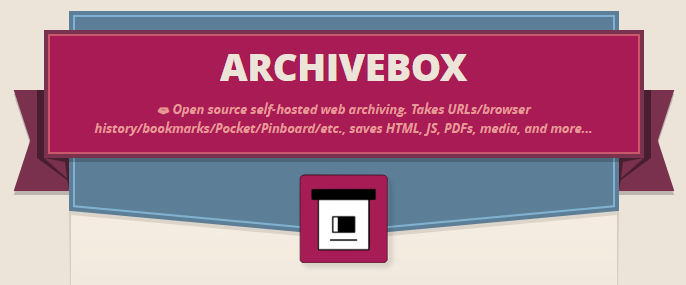 ARCHIVEBOX
Open source self-hosted web archiving. Takes URLs/browser
history/bookmarks/Pocket/Pinboard/etc., saves HTML, JS, PDFs, media, and more...